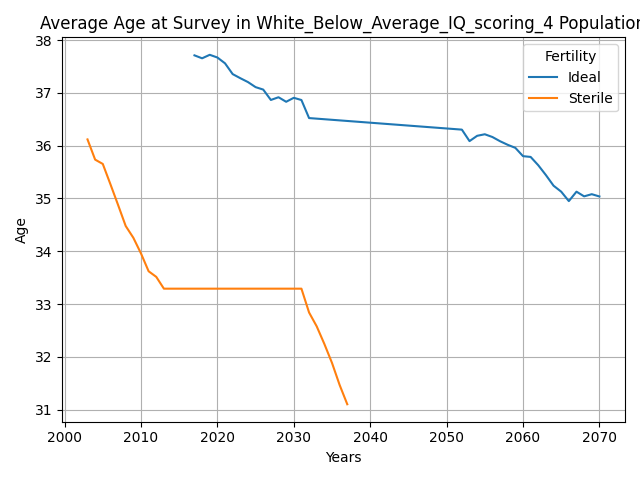 Average Age at Survey in White_Below_Average_IQ_scoring_4 Population
38
37
36
35
34
33
32
31
Age
2000 2010 2020 2030 2040 2050 2060 2070
Years
Fertility
Ideal
Sterile